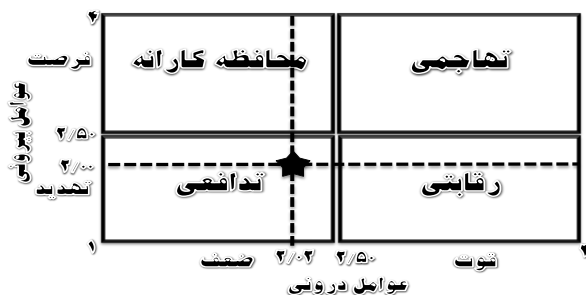 ۴
محافظه کارانه تهاجمی
فرصت
عوامل بیرونی
۲/۵۰
۲/۰۰
تهدید
تدافعی رقابتی
۱
ضعف ۲/۰۲ ۲/۵۰ قوت
عوامل درونی